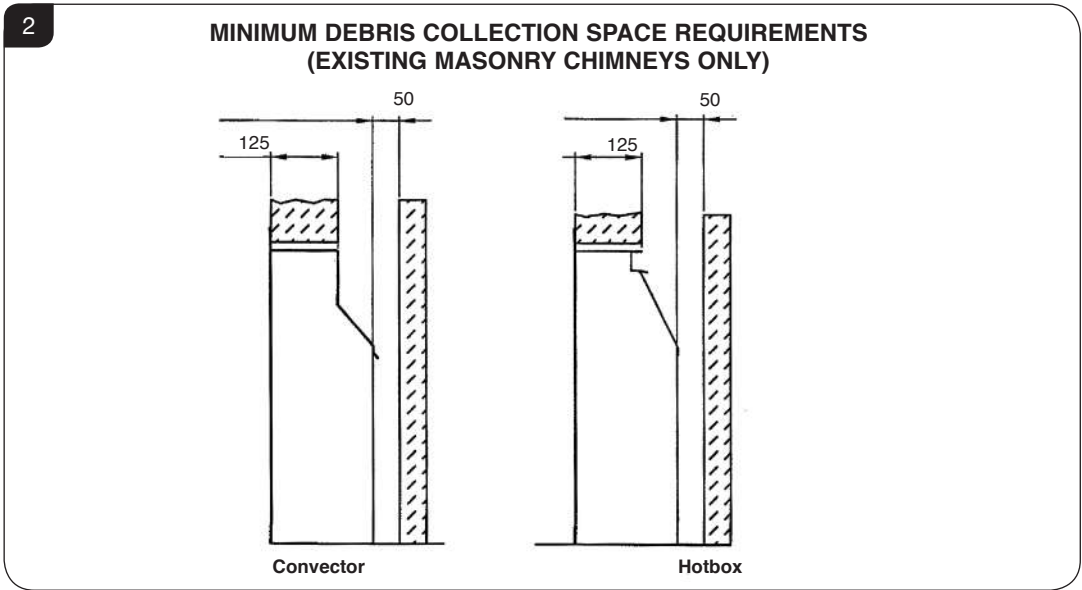 2
MINIMUM DEBRIS COLLECTION SPACE REQUIREMENTS
(EXISTING MASONRY CHIMNEYS ONLY)
50
125
50
125
Convector
Hotbox